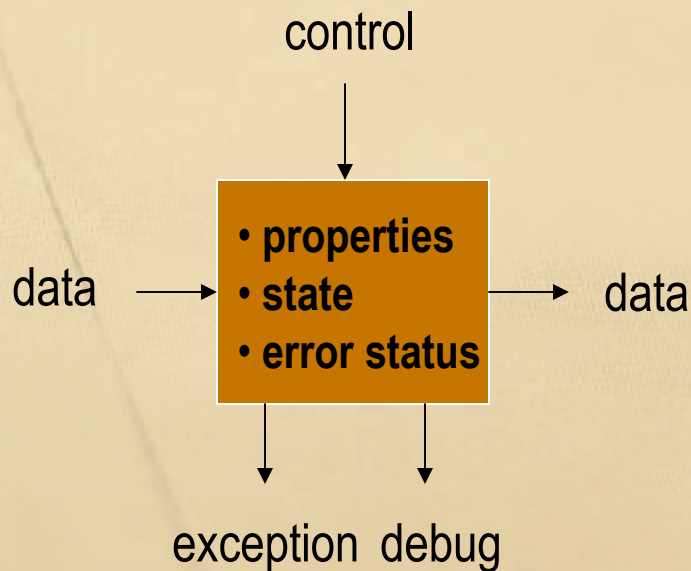 control
• properties
data
• state
data
• error status
exception debug